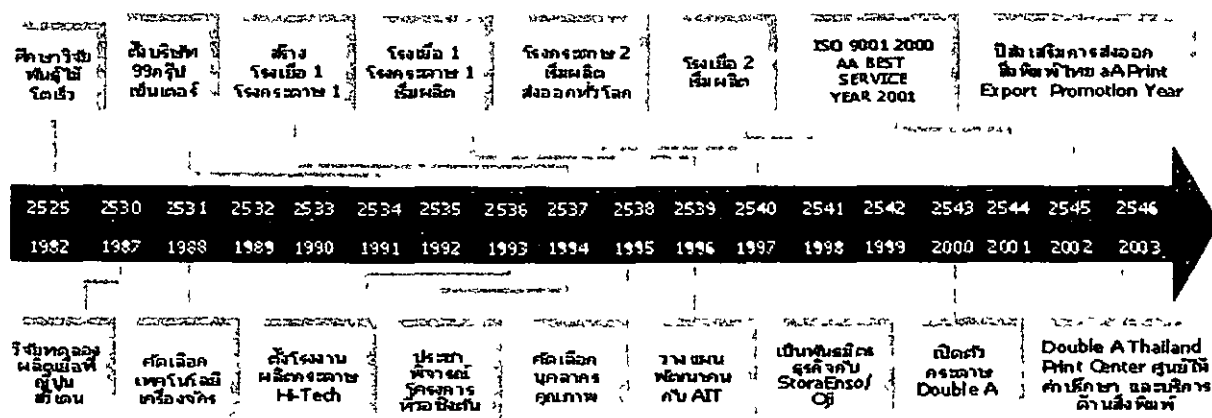 ศึกษาวิจัย
พันธุ์ไม้
โตเร็ว
ตั้งบริษัท
99กรุ๊ป
เซ็นเตอร์
สร้าง
โรงเยื่อ 1
โรงกระดาษ 1
โรงเยื่อ 1
โรงกระดาษ 1
เริ่มผลิต
โรงกระดาษ 2
เริ่มผลิต
ส่งออกทั่วโลก
โรงเยื่อ 2
เริ่มผลิต
ISO 9001 2000
AA BEST
SERVICE
YEAR 2001
ปีส่งเสริมการส่งออก
สิ่งพิมพ์ไทย aA Print
Export Promotion Year
2525 2530 2531 2532 2533 2534 2535 2536 2537 2538 2539 2540 2541 2542 2543 2544 2545 2546
1982 1987 1988 1989 1990 1991 1992 1993 1994 1995 1996 1997 1998 1999 2000 2001 2002 2003
วิจัยทดลอง
ผลิตเยื่อที่
ญี่ปุ่น
สวีเดน
คัดเลือก
เทคโนโลยี
เครื่องจักร
ตั้งโรงงาน
ผลิตกระดาษ
Hi-Tech
ประชา
พิจารณ์
โครงการ
คัดเลือก
บุคลากร
คุณภาพ
วางแผน
พัฒนาคน
กับ AIT
เป็นพันธมิตร
ธุรกิจกับ
StoraEnso/
Oji
เปิดตัว
กระดาษ
Double A
Double A Thailand
Print Center ศูนย์ให้
คำปรึกษา และบริการ
ด้านสิ่งพิมพ์